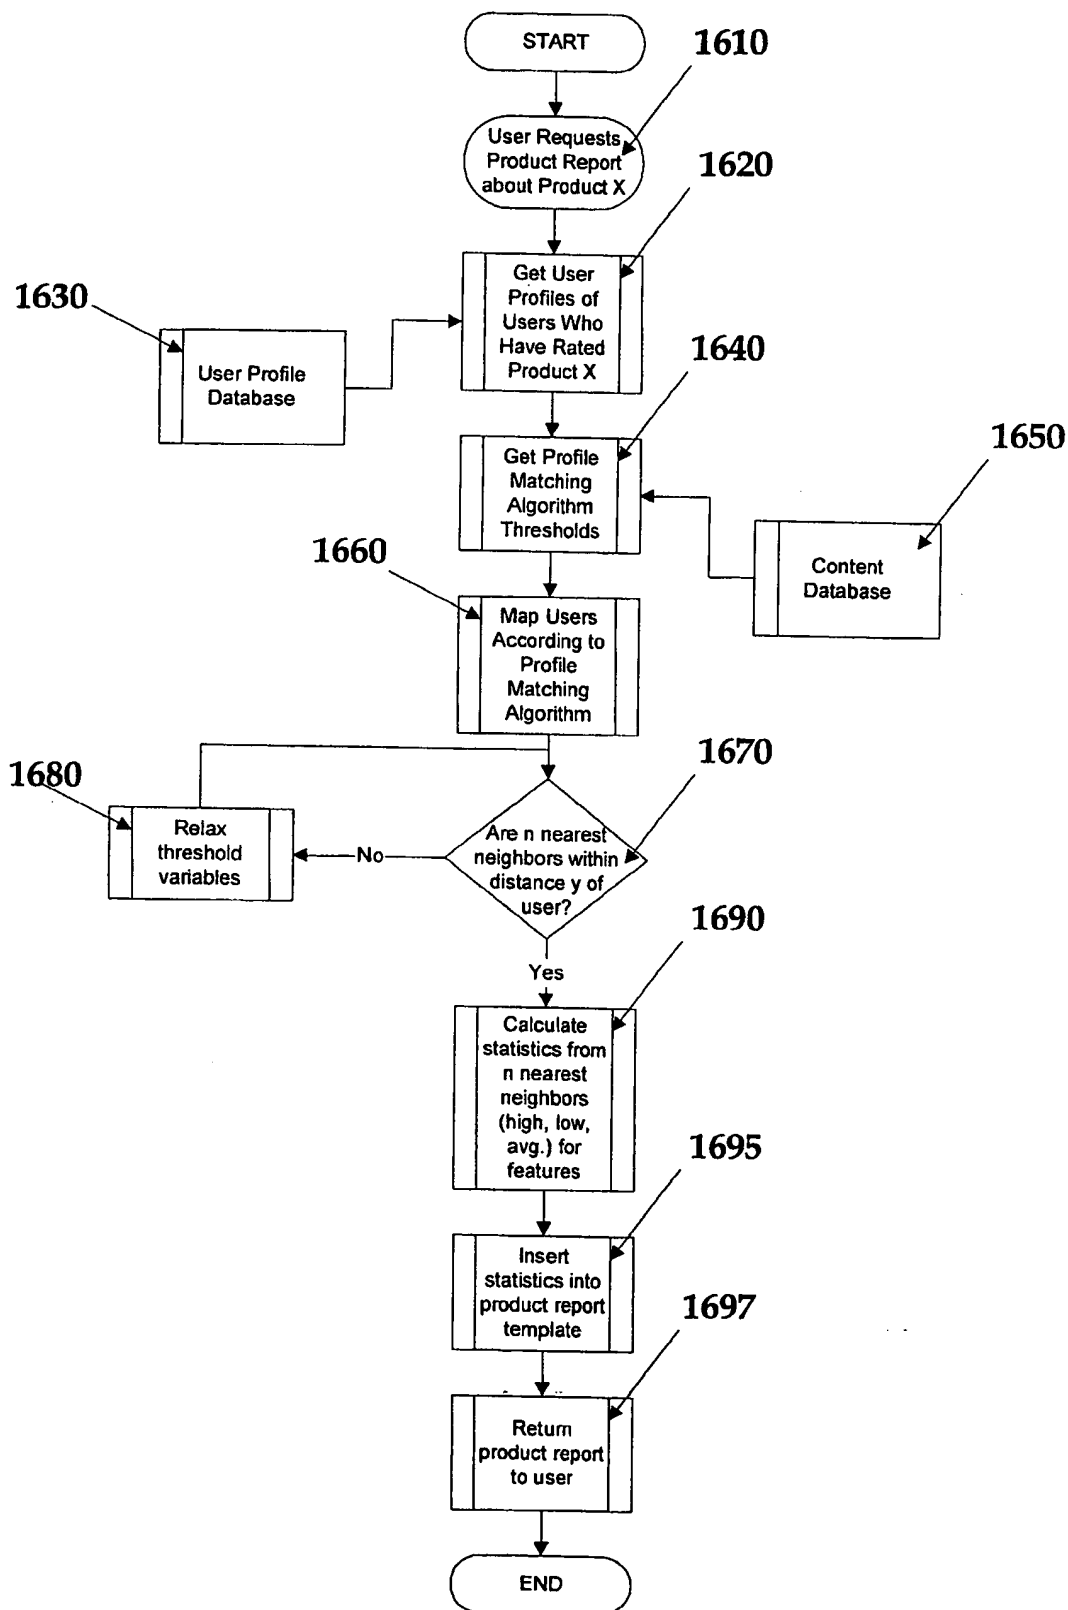 START
1610
User Requests
Product Report
about Product X
1620
Get User
Profiles of
Users Who
Have Rated
Product X
1630
User Profile
Database
1640
Get Profile
Matching
Algorithm
Thresholds
1650
Content
Database
1660
Map Users
According to
Profile
Matching
Algorithm
1670
Are n nearest
neighbors within
distance y of
user?
No
1680
Relax
threshold
variables
Yes
1690
Calculate
statistics from
n nearest
neighbors
(high, low,
avg.) for
features
1695
Insert
statistics into
product report
template
1697
Return
product report
to user
END